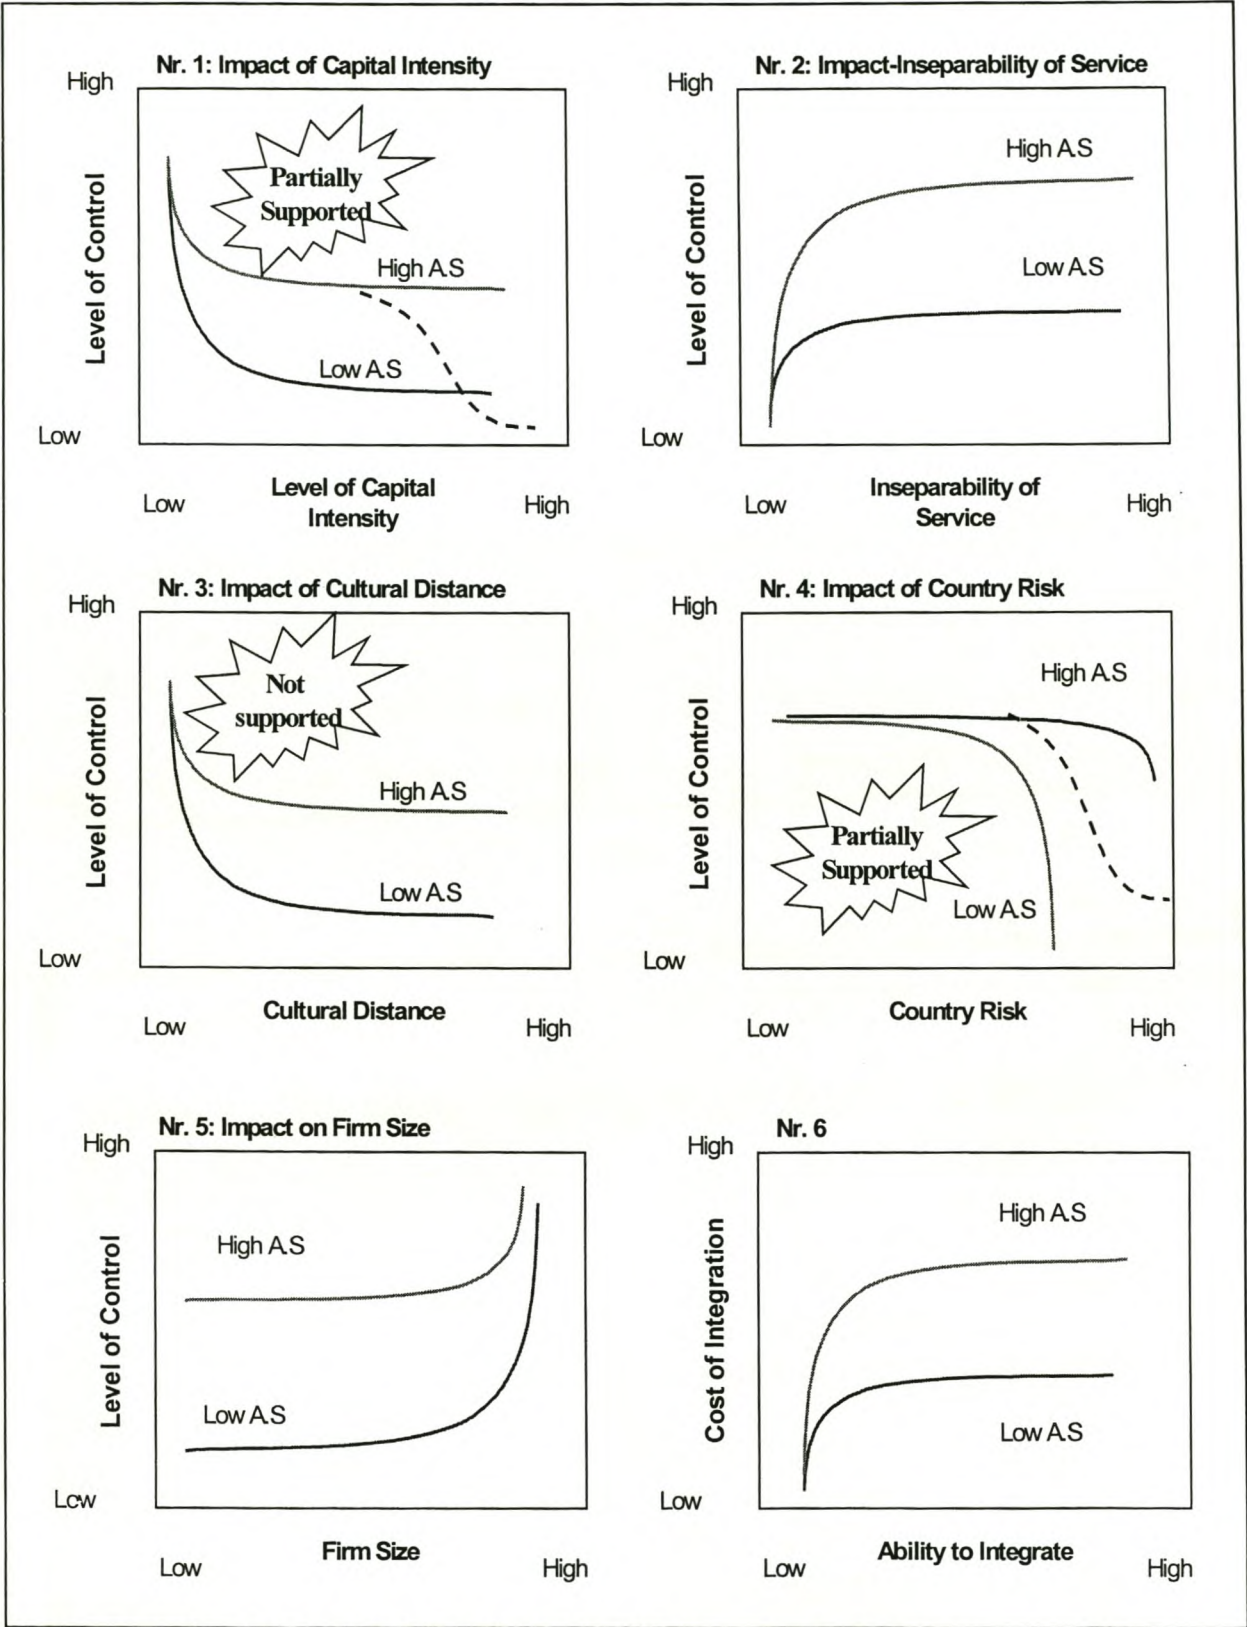 Nr. 1: Impact of Capital Intensity
High
Level of Control
Partially
Supported
High A.S
Low A.S
Low
Low
Level of Capital
Intensity
High
Nr. 2: Impact-Inseparability of Service
High
Level of Control
High A.S
Low A.S
Low
Low
Inseparability of
Service
High
Nr. 3: Impact of Cultural Distance
High
Level of Control
Not
supported
High A.S
Low A.S
Low
Low
Cultural Distance
High
Nr. 4: Impact of Country Risk
High
Level of Control
High A.S
Partially
Supported
Low A.S
Low
Low
Country Risk
High
Nr. 5: Impact on Firm Size
High
Level of Control
High A.S
Low A.S
Low
Low
Firm Size
High
Nr. 6
High
Cost of Integration
High A.S
Low A.S
Low
Low
Ability to Integrate
High